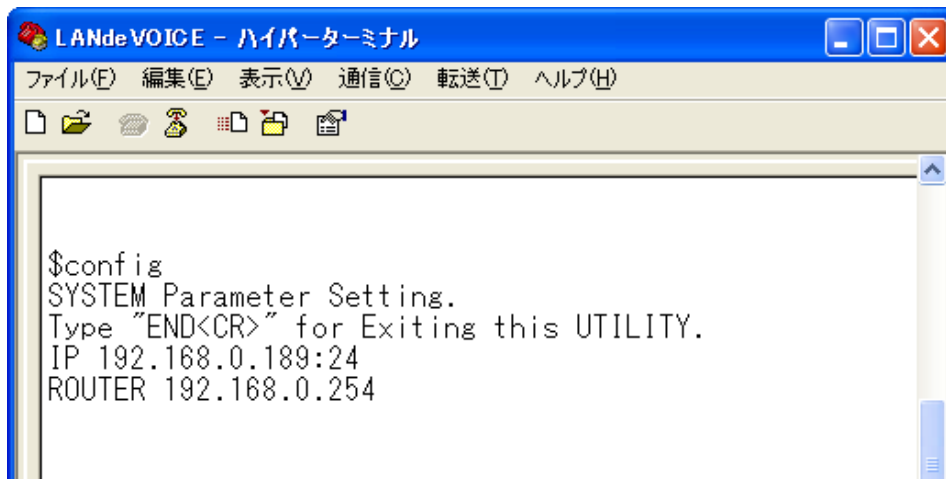 LANdeVOICE - ハイパーターミナル
ファイル(F) 編集(E) 表示(V) 通信(C) 転送(T) ヘルプ(H)
$config
SYSTEM Parameter Setting.
Type "END<CR>" for Exiting this UTILITY.
IP 192.168.0.189:24
ROUTER 192.168.0.254